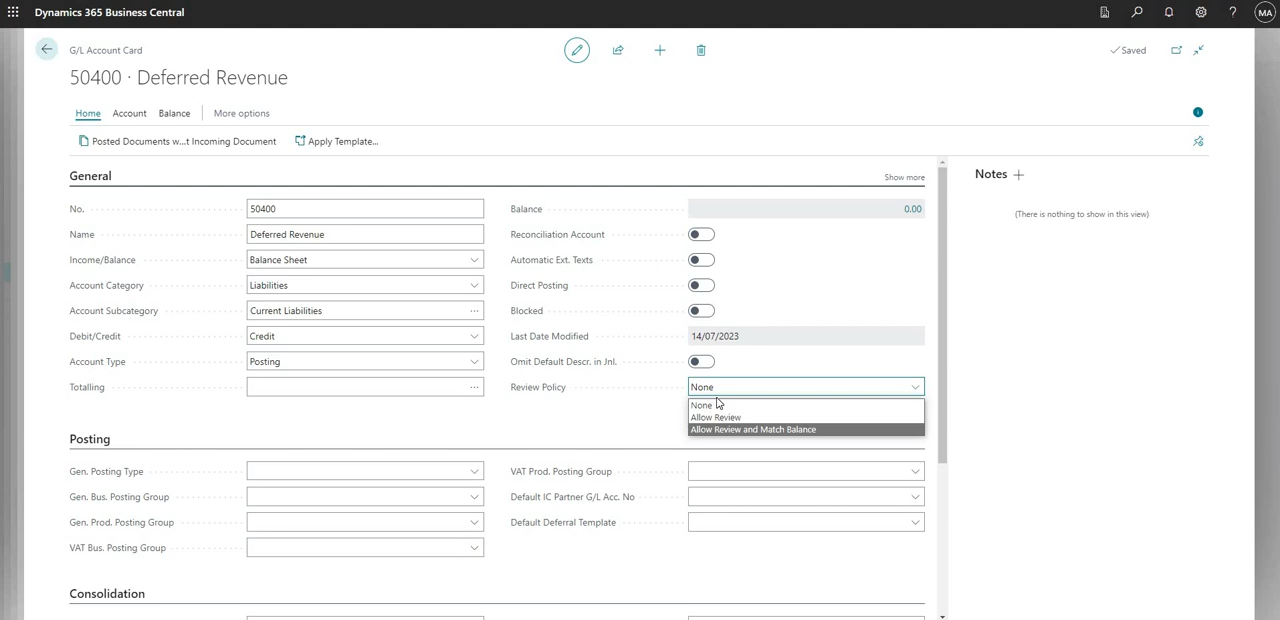 Dynamics 365 Business Central
MA
G/L Account Card
Saved
50400 · Deferred Revenue
Home Account Balance More options
Posted Documents w...t Incoming Document Apply Template...
General
Show more
No. 50400
Name Deferred Revenue
Income/Balance Balance Sheet
Account Category Liabilities
Account Subcategory Current Liabilities
Debit/Credit Credit
Account Type Posting
Totalling
Balance 0.00
Reconciliation Account
Automatic Ext. Texts
Direct Posting
Blocked
Last Date Modified 14/07/2023
Omit Default Descr. in Jnl.
Review Policy None
None
Allow Review
Allow Review and Match Balance
Posting
Gen. Posting Type
Gen. Bus. Posting Group
Gen. Prod. Posting Group
VAT Bus. Posting Group
VAT Prod. Posting Group
Default IC Partner G/L Acc. No
Default Deferral Template
Consolidation
Notes
(There is nothing to show in this view)